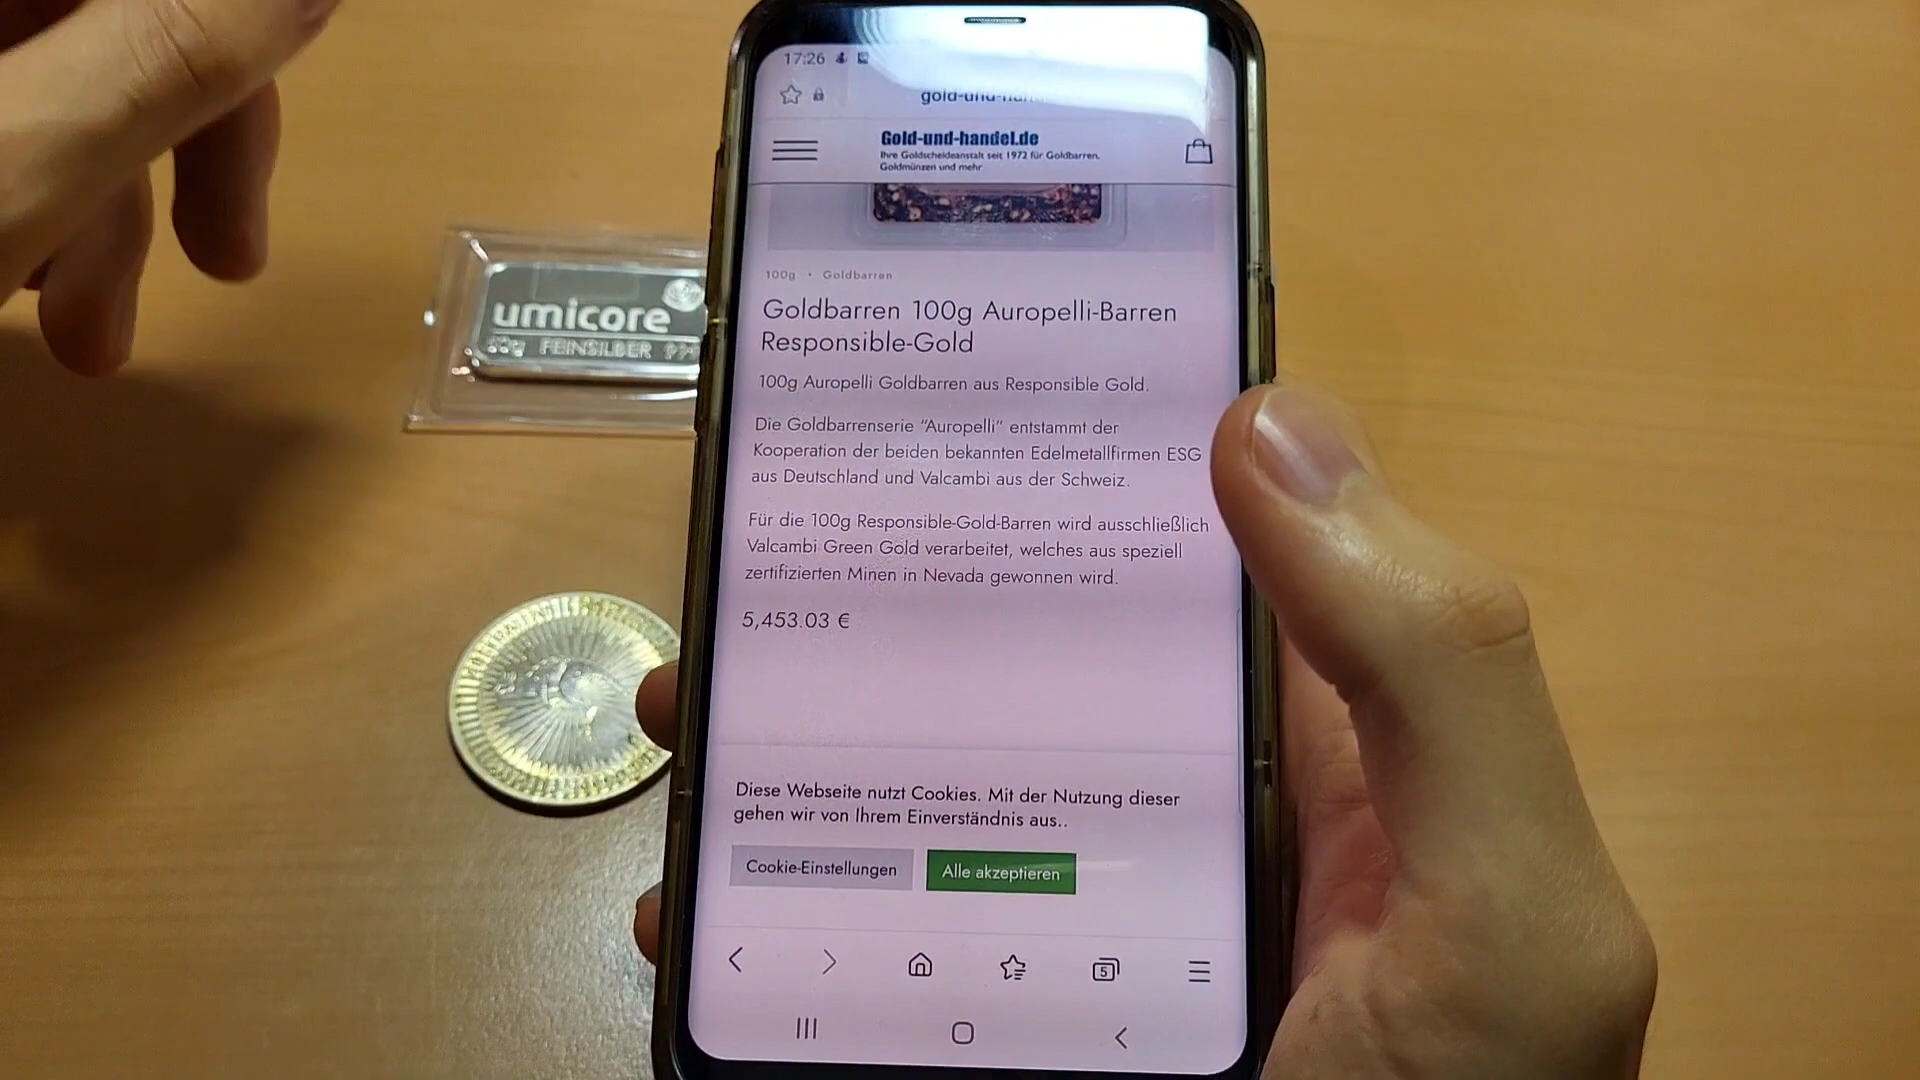 17:26
Gold-und-handel.de
Ihre Goldscheideanstalt seit 1972 für Goldbarren,
Goldmünzen und mehr
100g • Goldbarren
Goldbarren 100g Auropelli-Barren
Responsible-Gold
100g Auropelli Goldbarren aus Responsible Gold.
Die Goldbarrenserie "Auropelli" entstammt der
Kooperation der beiden bekannten Edelmetallfirmen ESG
aus Deutschland und Valcambi aus der Schweiz.
Für die 100g Responsible-Gold-Barren wird ausschließlich
Valcambi Green Gold verarbeitet, welches aus speziell
zertifizierten Minen in Nevada gewonnen wird.
5,453.03 €
Diese Webseite nutzt Cookies. Mit der Nutzung dieser
gehen wir von Ihrem Einverständnis aus..
Cookie-Einstellungen
Alle akzeptieren
5
umicore
FEINSILBER